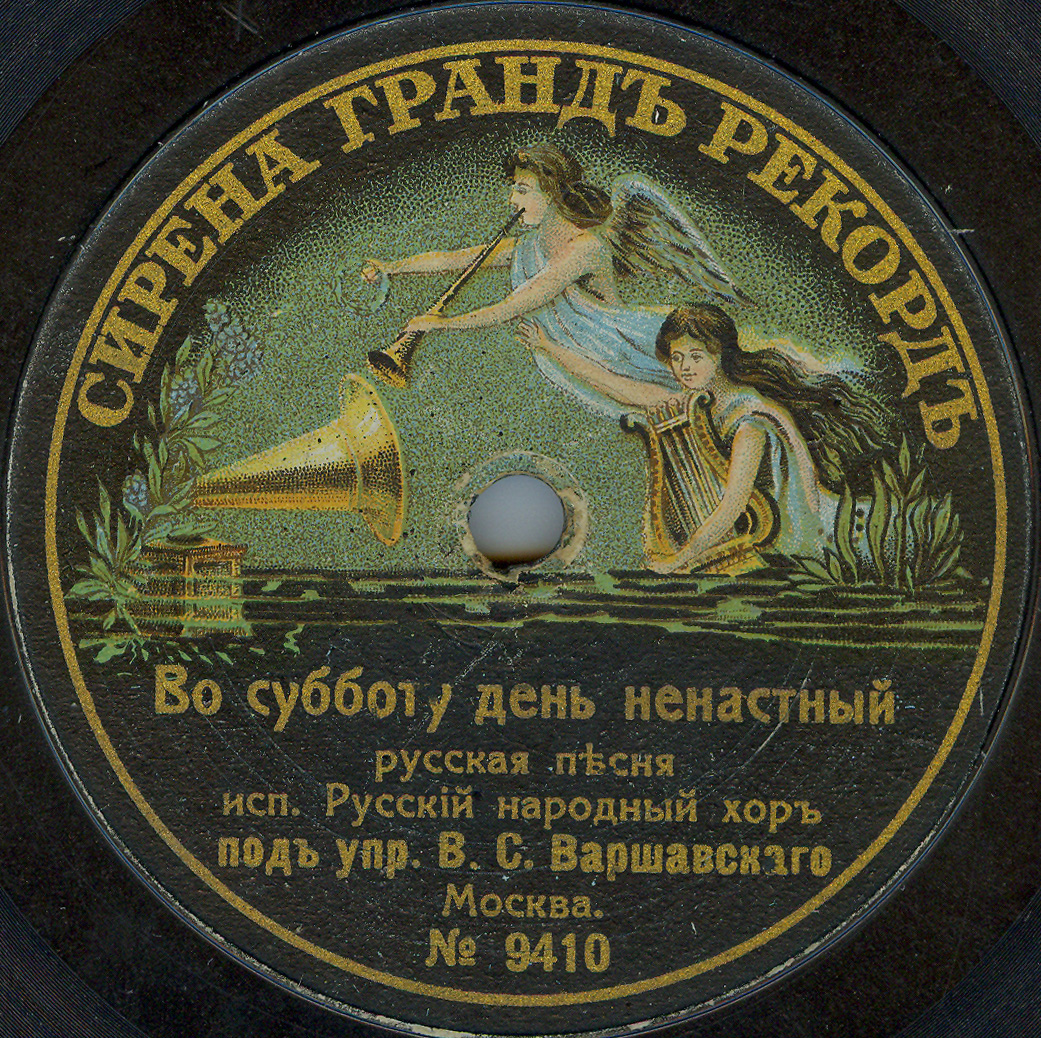 СИРЕНА ГРАНДЪ РЕКОРДЪ
Во субботу день ненастный
русская пѣсня
исп. Русскій народный хоръ
подъ упр. В. С. Варшавскаго
Москва.
№ 9410